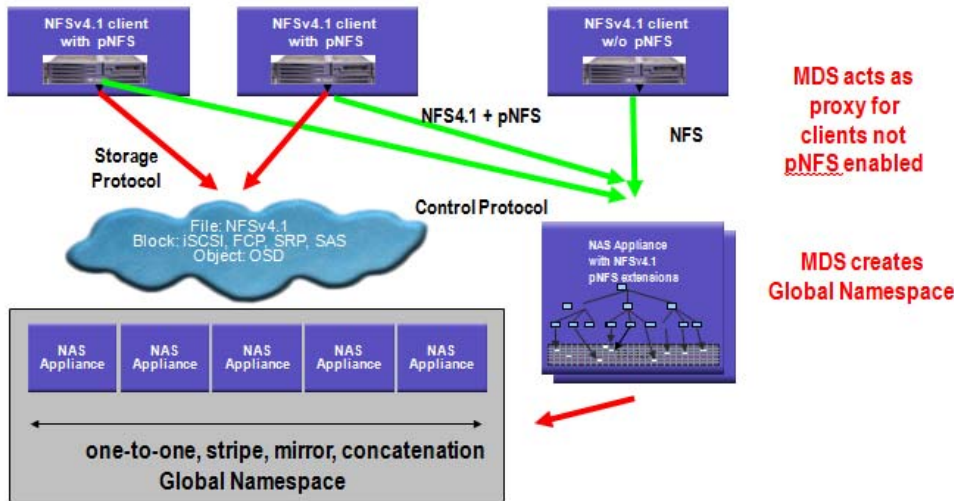 NFSv4.1 client
with pNFS
NFSv4.1 client
with pNFS
NFSv4.1 client
w/o pNFS
MDS acts as
proxy for
clients not
pNFS enabled
NFS4.1 + pNFS
NFS
Storage
Protocol
Control Protocol
File: NFSv4.1
Block: iSCSI, FCP, SRP, SAS
Object: OSD
NAS Appliance
with NFSv4.1
pNFS extensions
MDS creates
Global Namespace
NAS
Appliance
NAS
Appliance
NAS
Appliance
NAS
Appliance
NAS
Appliance
one-to-one, stripe, mirror, concatenation
Global Namespace